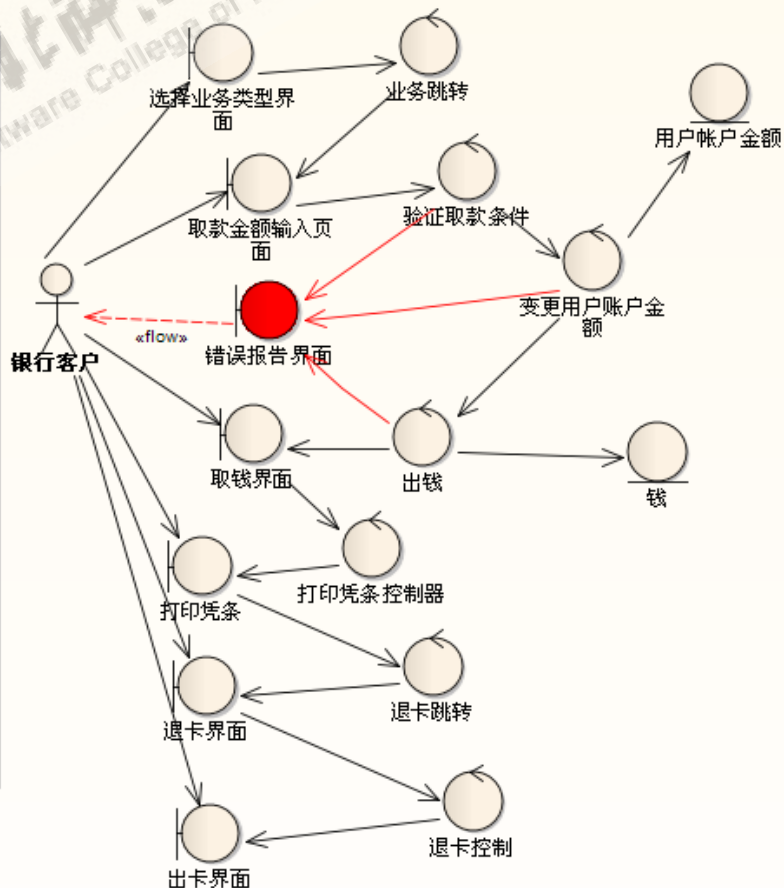 ware College of
选择业务类型界
面
业务跳转
用户帐户金额
取款金额输入页
面
验证取款条件
变更用户账户金
额
«flow»
银行客户
错误报告界面
取钱界面
出钱
钱
打印凭条
打印凭条控制器
退卡界面
退卡跳转
出卡界面
退卡控制